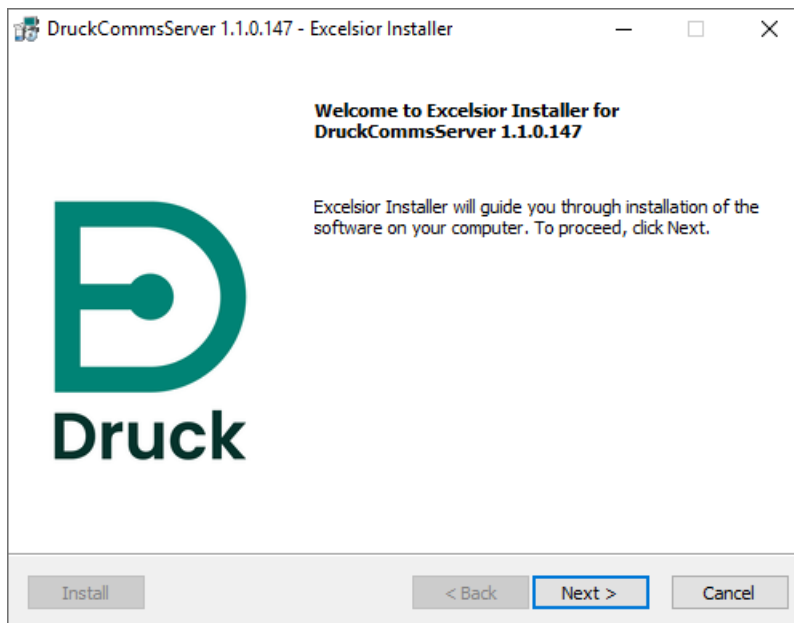 DruckCommsServer 1.1.0.147 - Excelsior Installer
Welcome to Excelsior Installer for
DruckCommsServer 1.1.0.147
Excelsior Installer will guide you through installation of the
software on your computer. To proceed, click Next.
Druck
Install
< Back
Next >
Cancel